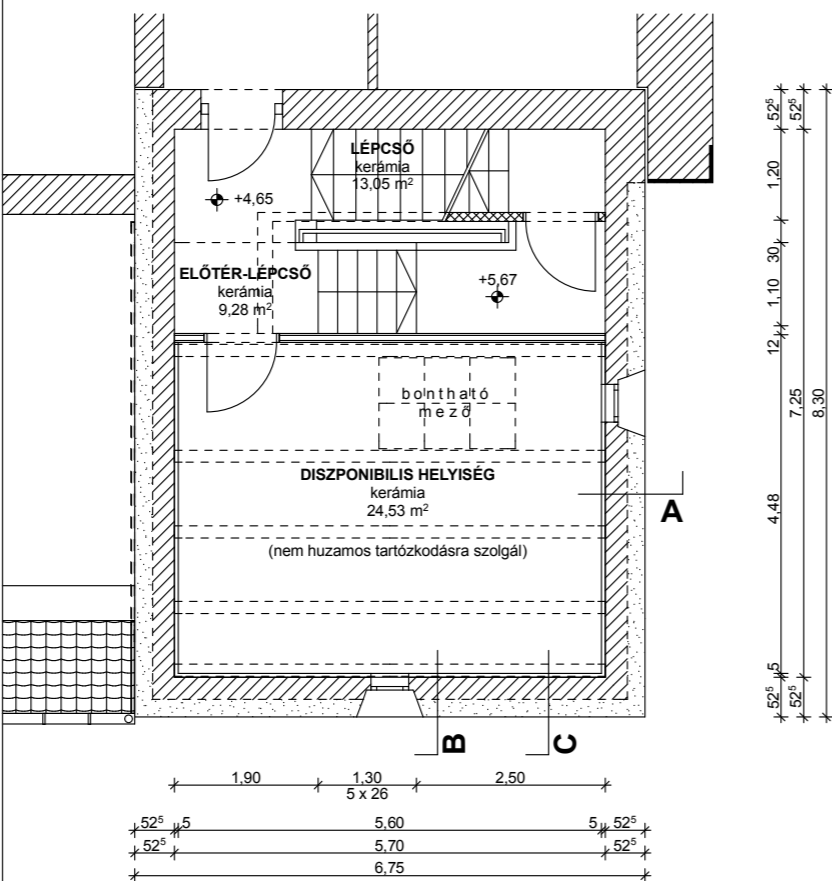 LÉPCSŐ
kerámia
13,05 m²
+4,65
ELŐTÉR-LÉPCSŐ
kerámia
9,28 m²
+5,67
bontható
mező
DISZPONIBILIS HELYISÉG
kerámia
24,53 m²
(nem huzamos tartózkodásra szolgál)
A
B
C
52⁵
1,20
30
1,10
12
4,48
5
52⁵
52⁵
7,25
52⁵
8,30
1,90 1,30 2,50
5 x 26
52⁵ 5 5,60 5 52⁵
52⁵ 5,70 52⁵
6,75